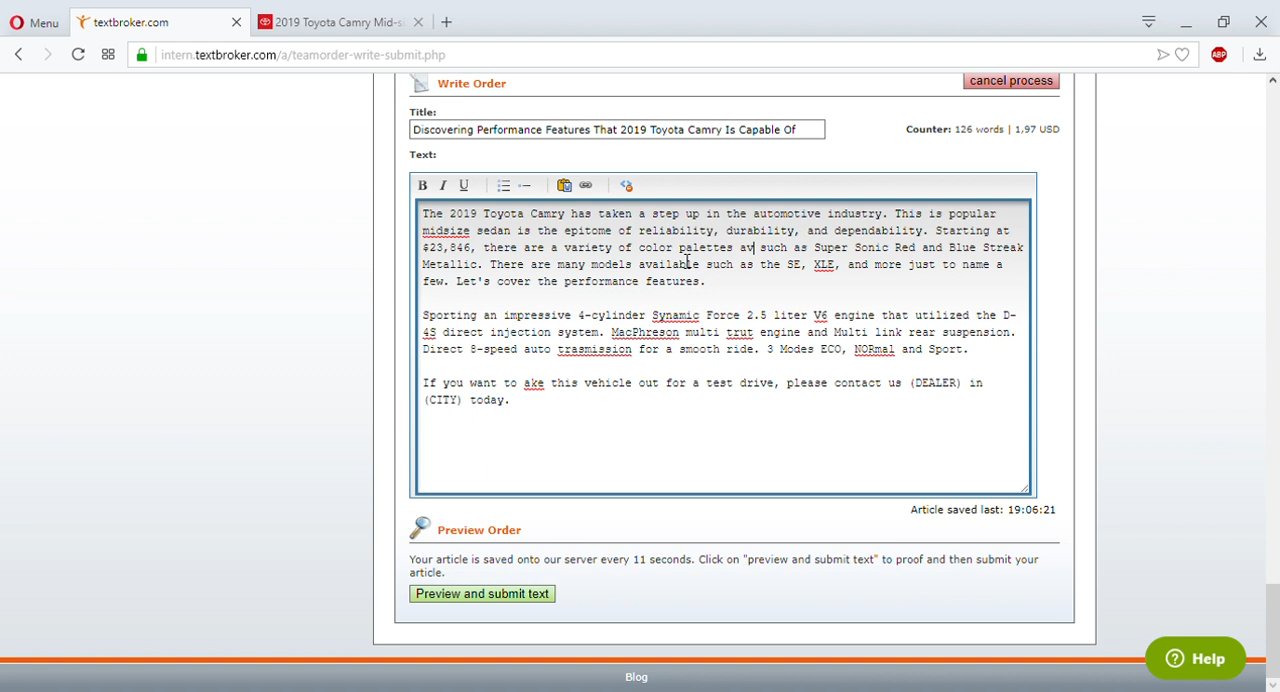 Menu
textbroker.com
2019 Toyota Camry Mid-si
intern.textbroker.com/a/teamorder-write-submit.php
ABP
Write Order
cancel process
Title:
Discovering Performance Features That 2019 Toyota Camry Is Capable Of
Counter: 126 words | 1,97 USD
Text:
B I U
The 2019 Toyota Camry has taken a step up in the automotive industry. This is popular
midsize sedan is the epitome of reliability, durability, and dependability. Starting at
$23,846, there are a variety of color palettes av such as Super Sonic Red and Blue Streak
Metallic. There are many models available such as the SE, XLE, and more just to name a
few. Let's cover the performance features.
Sporting an impressive 4-cylinder Synamic Force 2.5 liter V6 engine that utilized the D-
4S direct injection system. MacPhreson multi trut engine and Multi link rear suspension.
Direct 8-speed auto trasmission for a smooth ride. 3 Modes ECO, NORmal and Sport.
If you want to ake this vehicle out for a test drive, please contact us (DEALER) in
(CITY) today.
Article saved last: 19:06:21
Preview Order
Your article is saved onto our server every 11 seconds. Click on "preview and submit text" to proof and then submit your
article.
Preview and submit text
Help
Blog